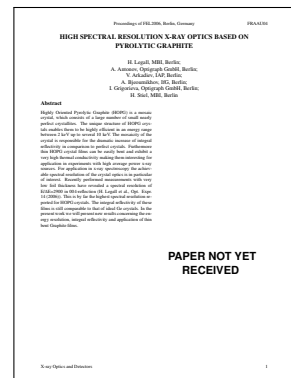 Proceedings of FEL2006, Berlin, Germany FRAAU04
HIGH SPECTRAL RESOLUTION X-RAY OPTICS BASED ON
PYROLYTIC GRAPHITE
H. Legall, MBI, Berlin;
A. Antonov, Optigraph GmbH, Berlin;
V. Arkadiev, IAP, Berlin;
A. Bjeoumikhov, IfG, Berlin;
I. Grigorieva, Optigraph GmbH, Berlin;
H. Stiel, MBI, Berlin
Abstract
Highly Oriented Pyrolytic Graphite (HOPG) is a mosaic
crystal, which consists of a large number of small nearly
perfect crystallites. The unique structure of HOPG crys-
tals enables them to be highly efficient in an energy range
between 2 keV up to several 10 keV. The mosaicity of the
crystal is responsible for the dramatic increase of integral
reflectivity in comparison to perfect crystals. Furthermore
thin HOPG crystal films can be easily bent and exhibit a
very high thermal conductivity making them interesting for
application in experiments with high average power x-ray
sources. For application in x-ray spectroscopy the achiev-
able spectral resolution of the crystal optics is in particular
of interest. Recently performed measurements with very
low foil thickness have revealed a spectral resolution of
E/ΔE=2900 in 004-reflection (H. Legall et al., Opt. Expr.
14 (2006)). This is by far the highest spectral resolution re-
ported for HOPG crystals. The integral reflectivity of these
films is still comparable to that of ideal Ge crystals. In the
present work we will present new results concerning the en-
ergy resolution, integral reflectivity and application of thin
bent Graphite films.
PAPER NOT YET
RECEIVED
X-ray Optics and Detectors 1